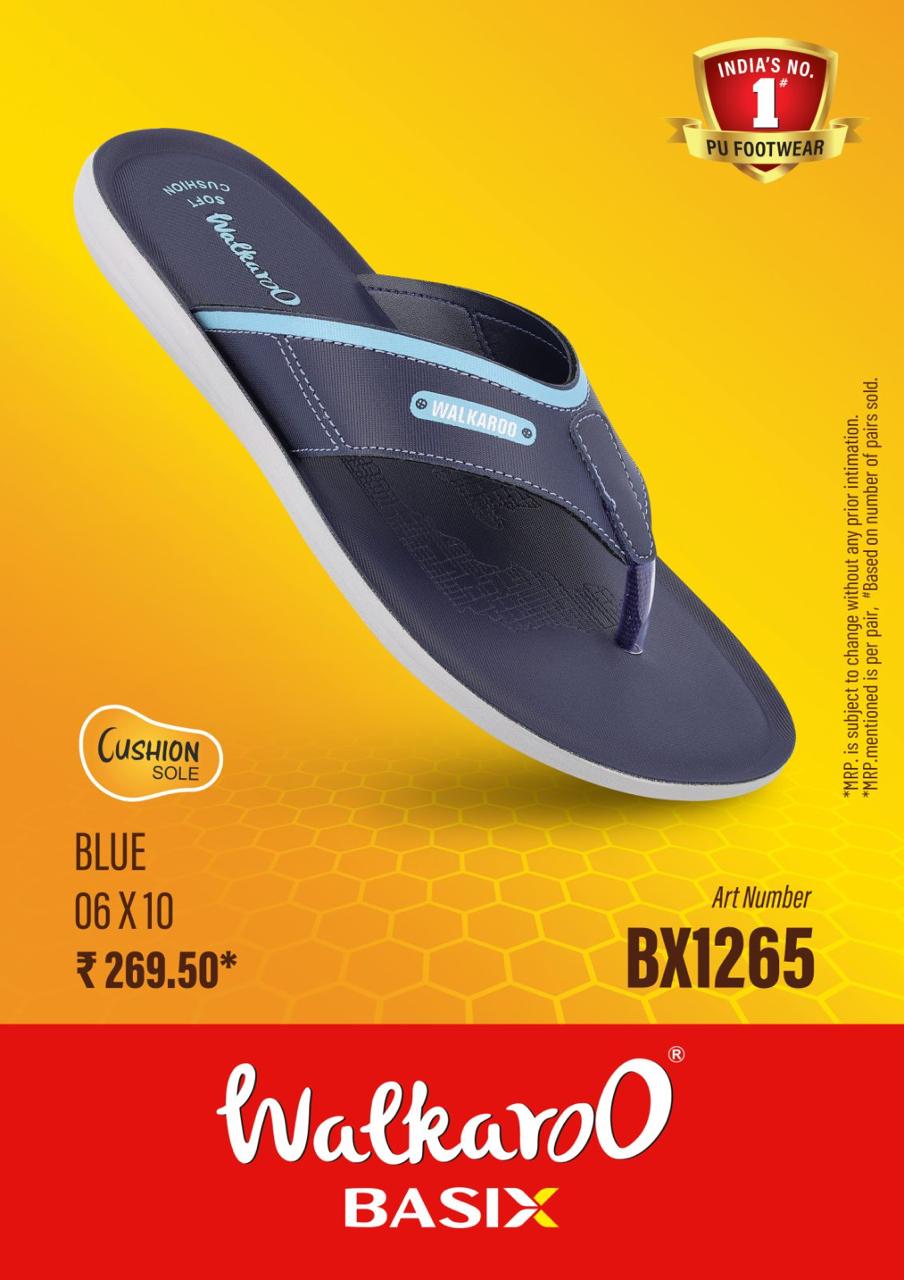 INDIA'S NO.
1#
PU FOOTWEAR
SOFT
CUSHION
WalkaroO
WALKAROO
*MRP. is subject to change without any prior intimation.
*MRP.mentioned is per pair, #Based on number of pairs sold.
CUSHION
SOLE
BLUE
06 X 10
₹ 269.50*
Art Number
BX1265
WalkaroO®
BASIX